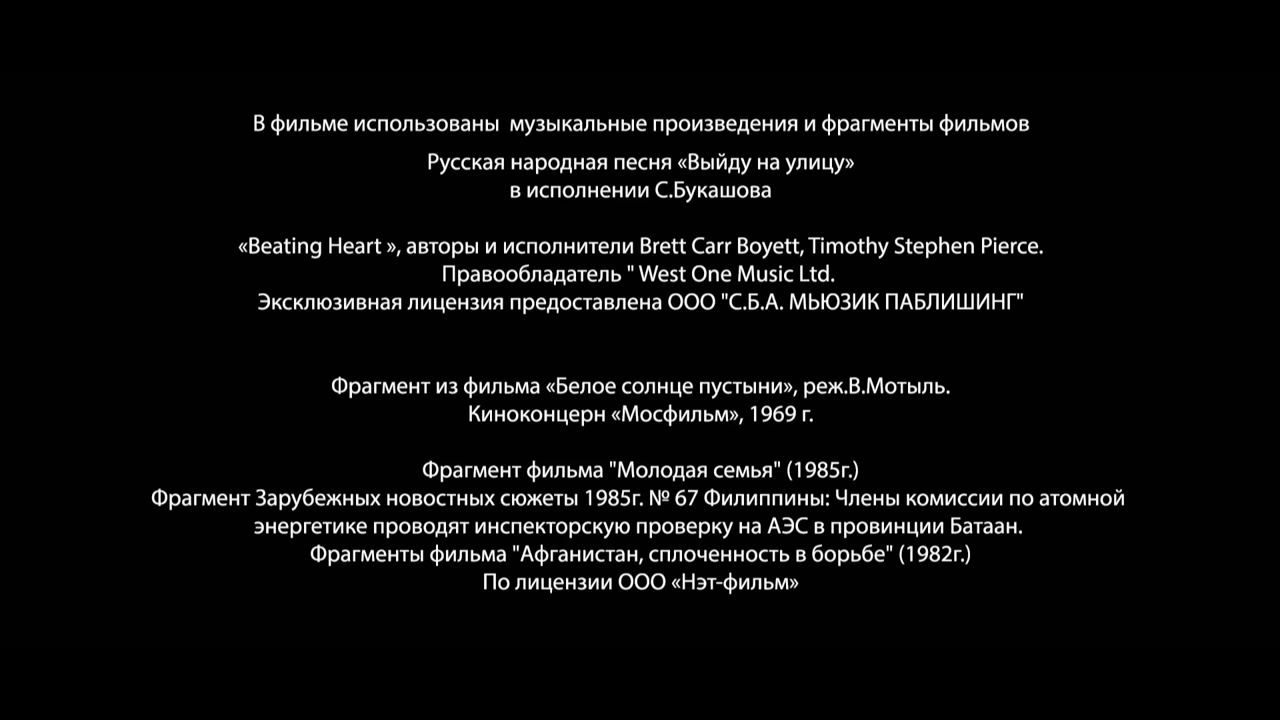 В фильме использованы  музыкальные произведения и фрагменты фильмов
Русская народная песня «Выйду на улицу»
в исполнении С.Букашова
«Beating Heart », авторы и исполнители Brett Carr Boyett, Timothy Stephen Pierce.
Правообладатель " West One Music Ltd.
Эксклюзивная лицензия предоставлена ООО "С.Б.А. МЬЮЗИК ПАБЛИШИНГ"
Фрагмент из фильма «Белое солнце пустыни», реж.В.Мотыль.
Киноконцерн «Мосфильм», 1969 г.
Фрагмент фильма "Молодая семья" (1985г.)
Фрагмент Зарубежных новостных сюжеты 1985г. № 67 Филиппины: Члены комиссии по атомной
энергетике проводят инспекторскую проверку на АЭС в провинции Батаан.
Фрагменты фильма "Афганистан, сплоченность в борьбе" (1982г.)
По лицензии ООО «Нэт-фильм»